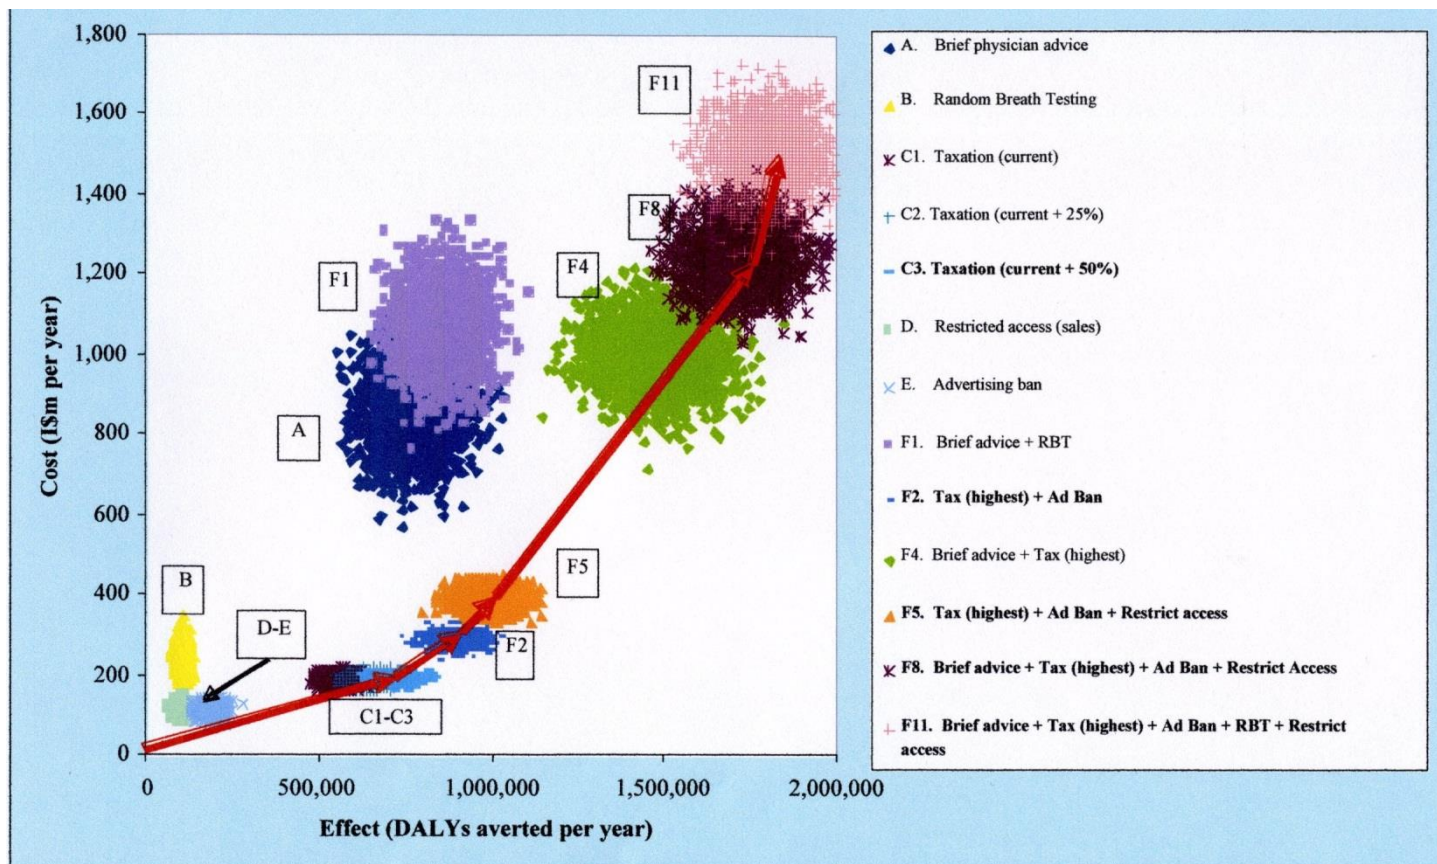 1,800
1,600
1,400
1,200
1,000
800
600
400
200
0
Cost (I$m per year)
0
500,000
1,000,000
1,500,000
2,000,000
Effect (DALYs averted per year)
F11
F8
F4
F1
A
F5
B
D-E
F2
C1-C3
A. Brief physician advice
B. Random Breath Testing
C1. Taxation (current)
C2. Taxation (current + 25%)
C3. Taxation (current + 50%)
D. Restricted access (sales)
E. Advertising ban
F1. Brief advice + RBT
F2. Tax (highest) + Ad Ban
F4. Brief advice + Tax (highest)
F5. Tax (highest) + Ad Ban + Restrict access
F8. Brief advice + Tax (highest) + Ad Ban + Restrict Access
F11. Brief advice + Tax (highest) + Ad Ban + RBT + Restrict
access